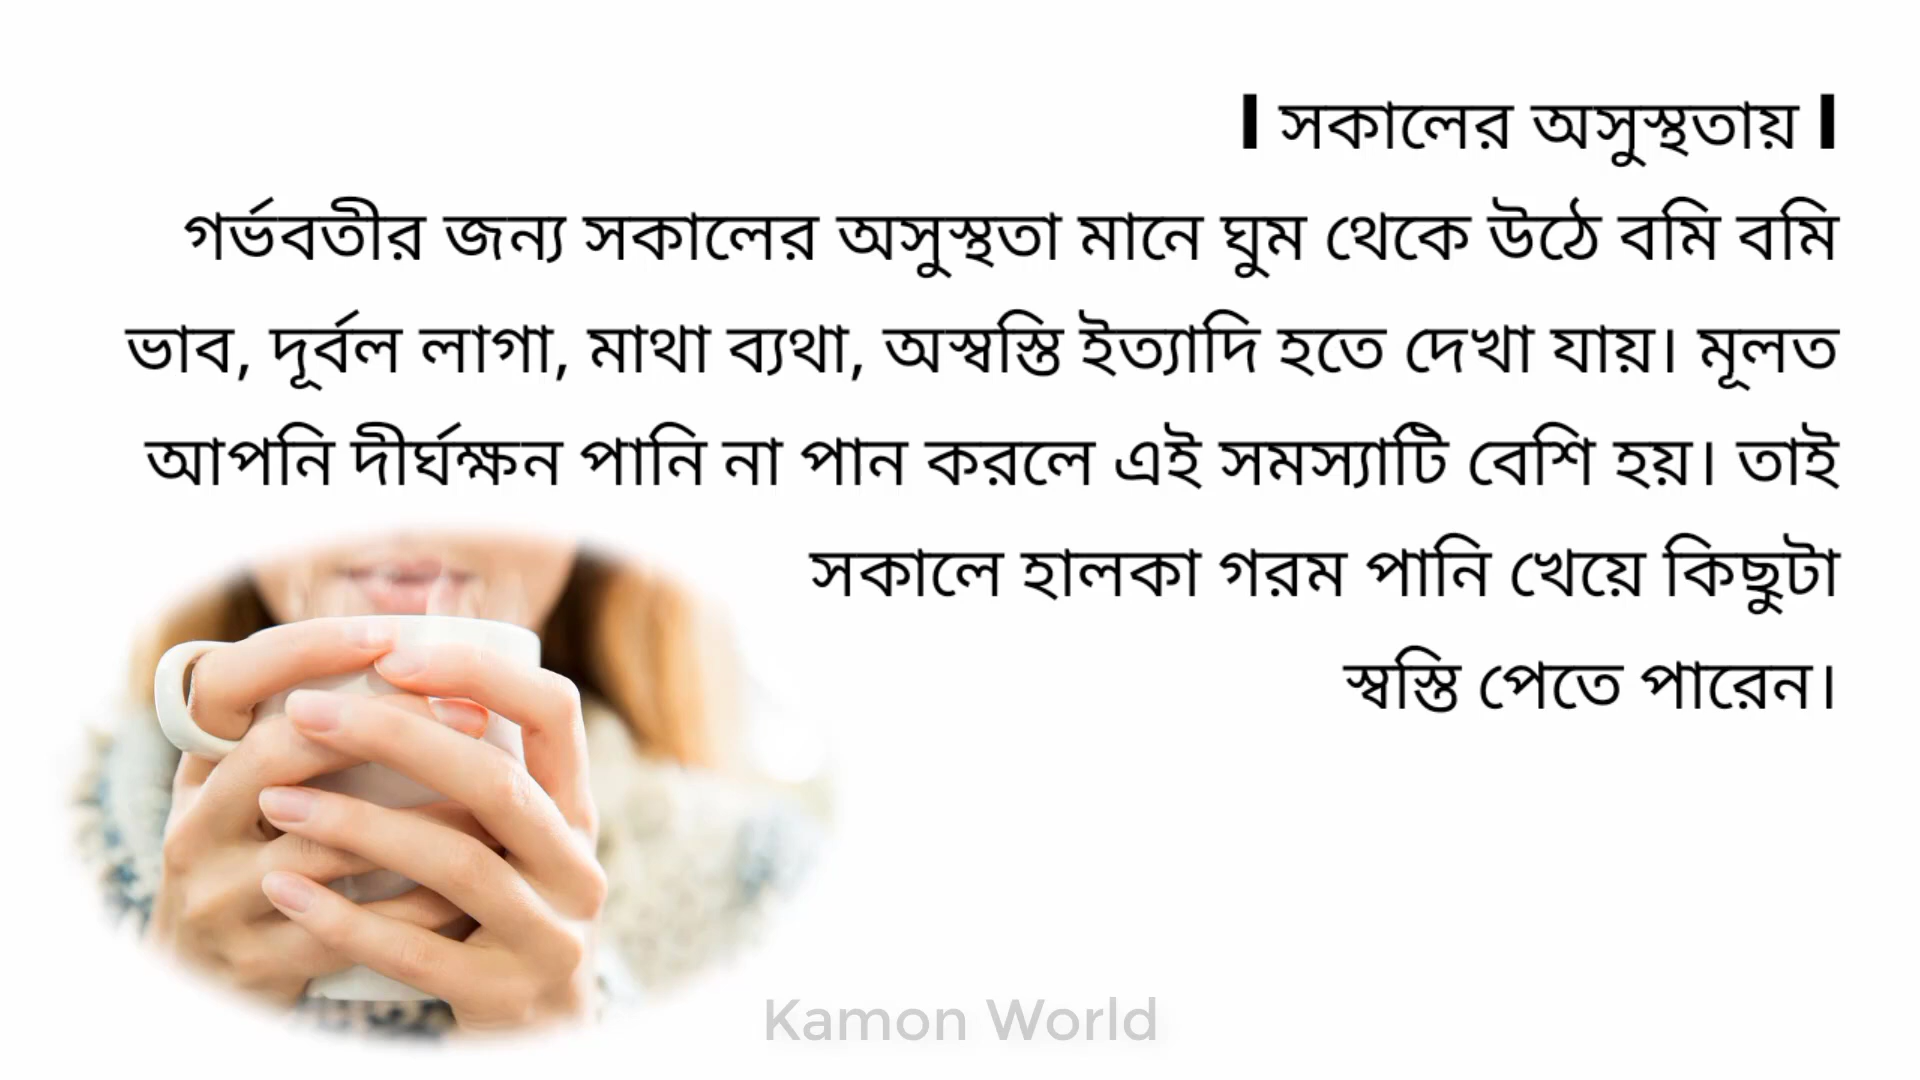 । সকালের অসুস্থতায় ।
গর্ভবতীর জন্য সকালের অসুস্থতা মানে ঘুম থেকে উঠে বমি বমি
ভাব, দূর্বল লাগা, মাথা ব্যথা, অস্বস্তি ইত্যাদি হতে দেখা যায়। মূলত
আপনি দীর্ঘক্ষন পানি না পান করলে এই সমস্যাটি বেশি হয়। তাই
সকালে হালকা গরম পানি খেয়ে কিছুটা
স্বস্তি পেতে পারেন।
Kamon World